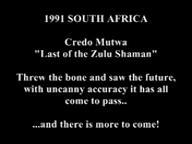 1991 SOUTH AFRICA
Credo Mutwa
"Last of the Zulu Shaman"
Threw the bone and saw the future,
with uncanny accuracy it has all
come to pass..
...and there is more to come!